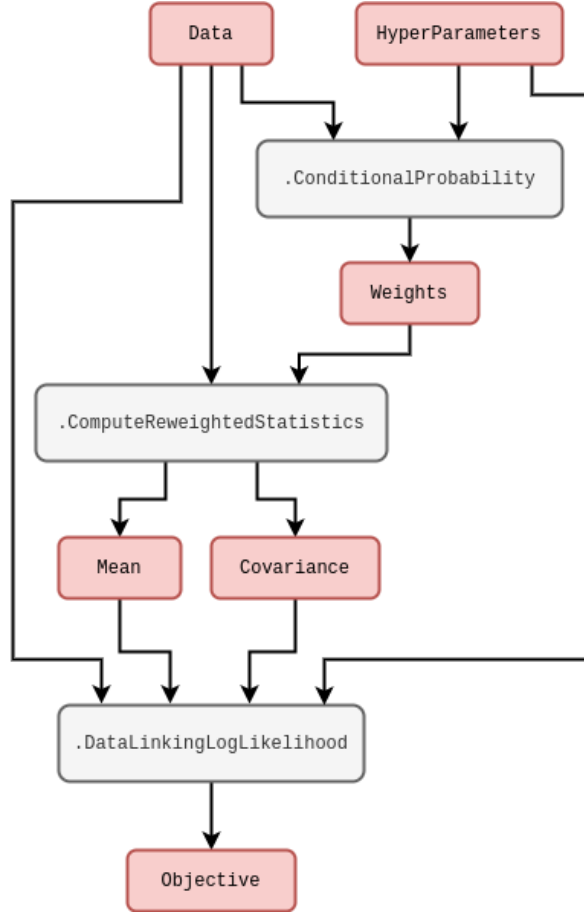 Data
HyperParameters
.ConditionalProbability
Weights
.ComputeReweightedStatistics
Mean
Covariance
.DataLinkingLogLikelihood
Objective